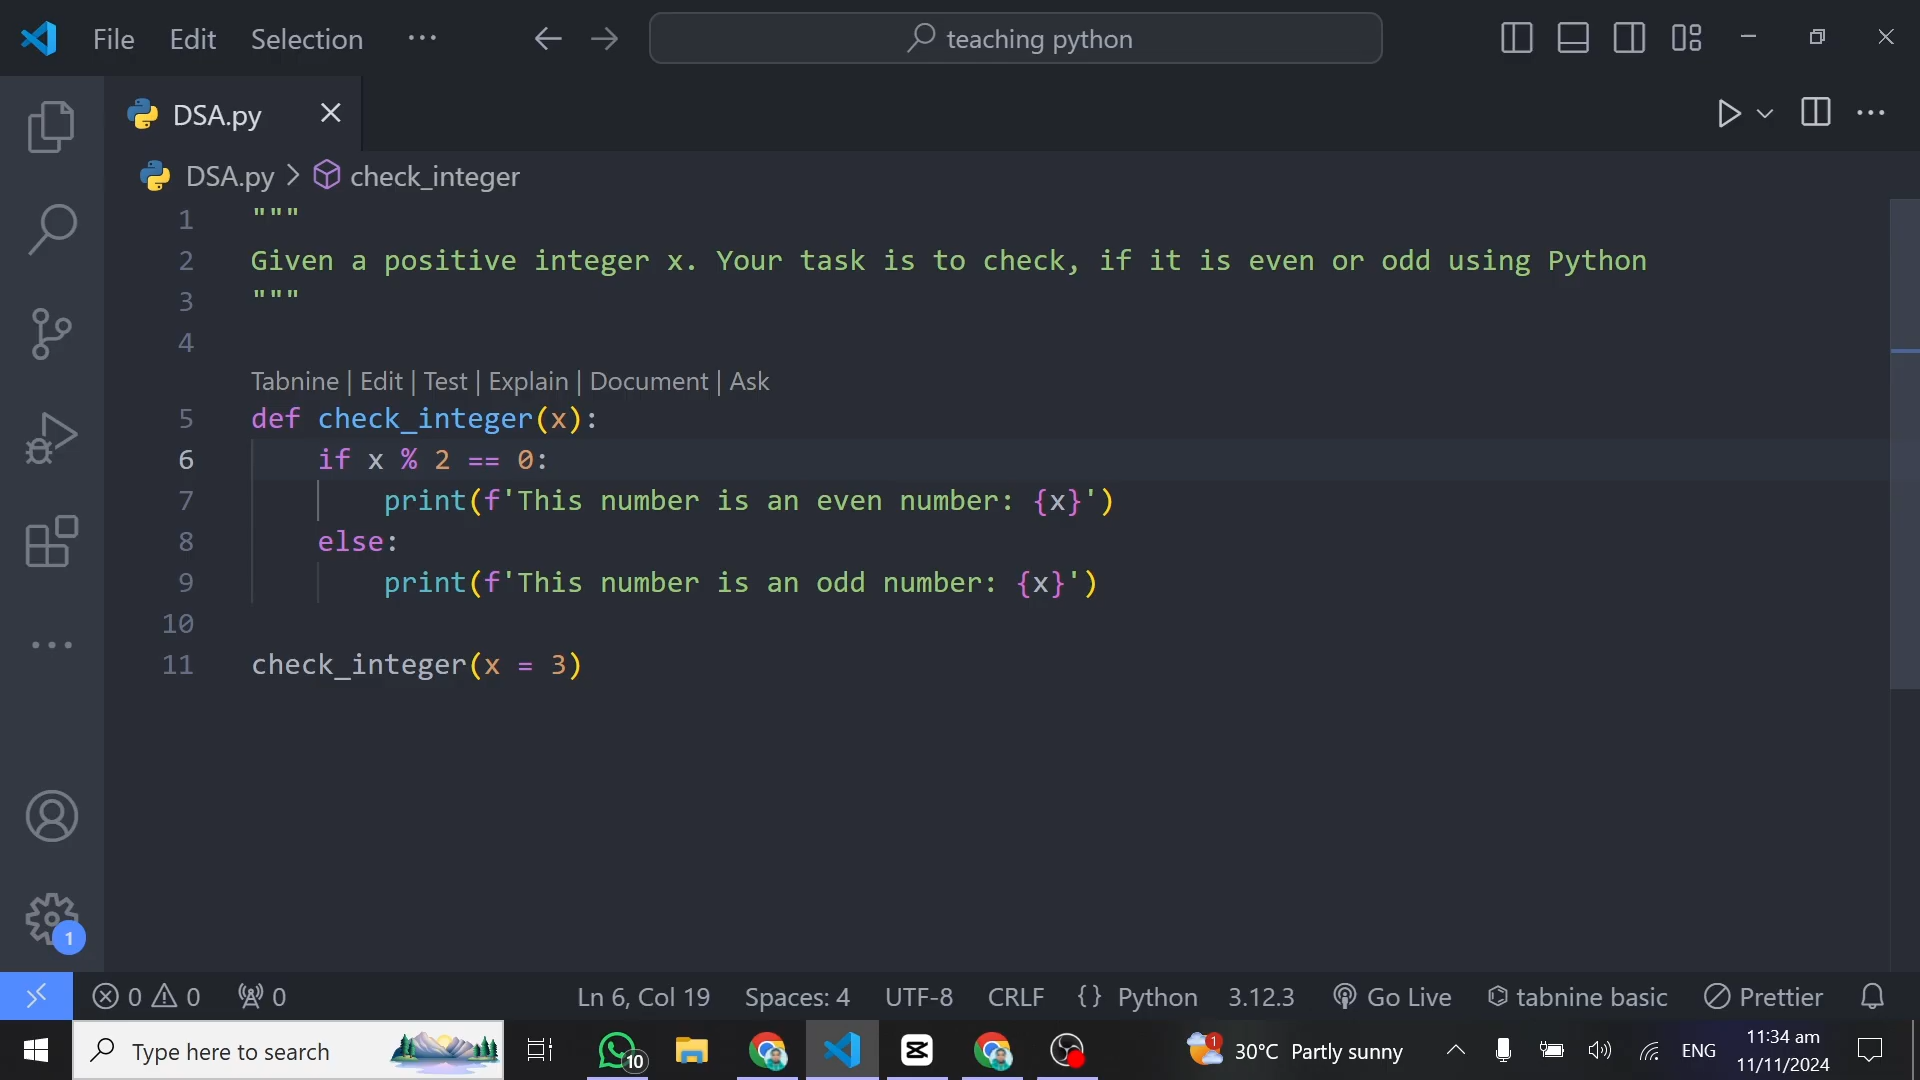 File Edit Selection ··· teaching python
DSA.py
DSA.py > check_integer
1 """
2 Given a positive integer x. Your task is to check, if it is even or odd using Python
3 """
4
Tabnine | Edit | Test | Explain | Document | Ask
5 def check_integer(x):
6 if x % 2 == 0:
7 print(f'This number is an even number: {x}')
8 else:
9 print(f'This number is an odd number: {x}')
10
11 check_integer(x = 3)
1
0 0 0 Ln 6, Col 19 Spaces: 4 UTF-8 CRLF {} Python 3.12.3 Go Live tabnine basic Prettier
Type here to search 10 1 30°C Partly sunny ENG 11:34 am
11/11/2024